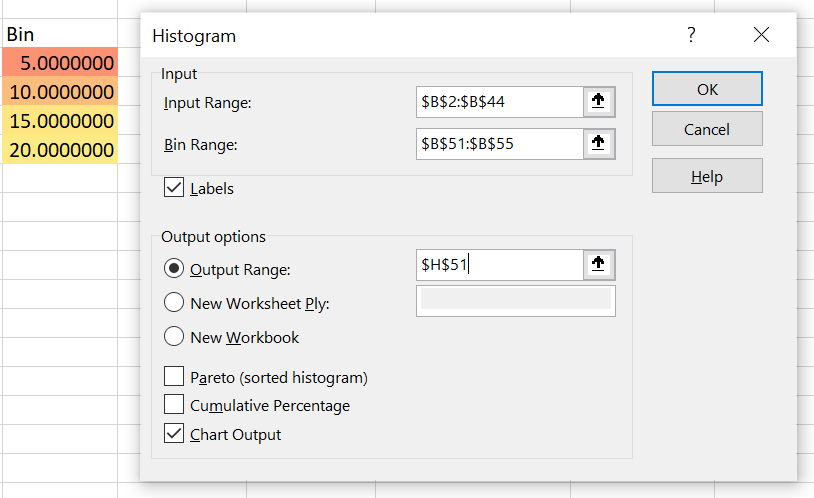 Bin
5.0000000
10.0000000
15.0000000
20.0000000
Histogram
?
Input
Input Range:
$B$2:$B$44
Bin Range:
$B$51:$B$55
Labels
OK
Cancel
Help
Output options
Output Range:
$H$51
New Worksheet Ply:
New Workbook
Pareto (sorted histogram)
Cumulative Percentage
Chart Output